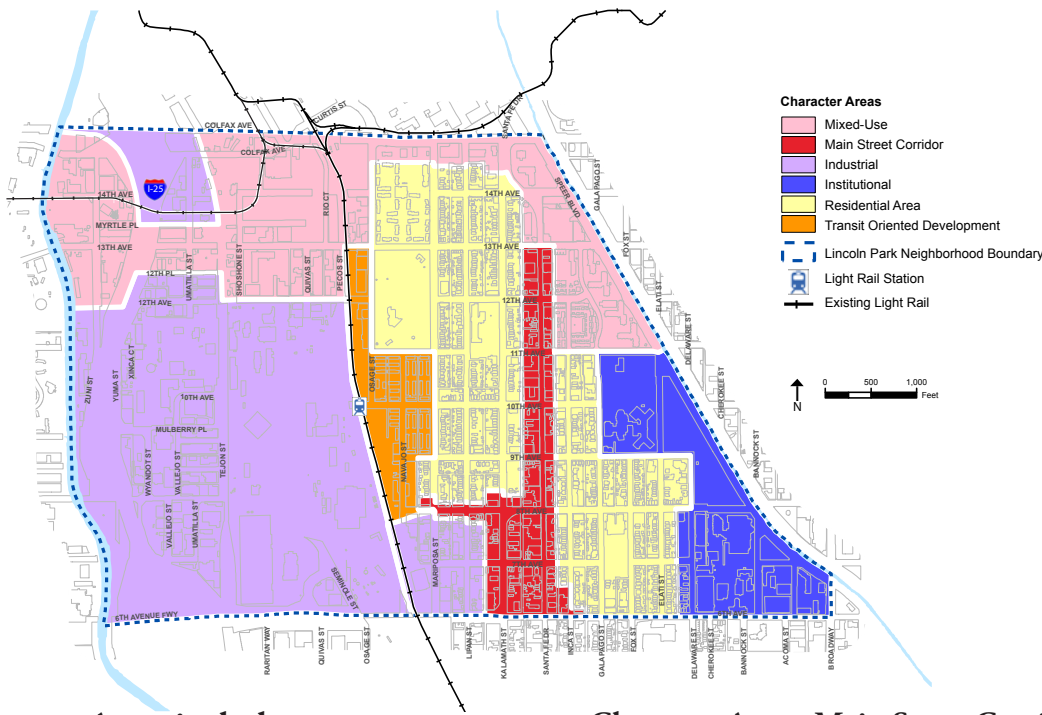 CURTIS ST
SANTA FE DR
COLFAX AVE
COLFAX AVE
I-25
14TH AVE
14TH AVE
RIO CT
SPEER BLVD
GALAPAGO ST
MYRTLE PL
13TH AVE
13TH AVE
FOX ST
12TH PL
UMATILLA ST
SHOSHONE ST
QUIVAS ST
PECOS ST
ELATI ST
12TH AVE
12TH AVE
DELAWARE ST
XINCA CT
11TH AVE
OSAGE ST
ZUNI ST
YUMA ST
CHEROKEE ST
10TH AVE
10TH AVE
MULBERRY PL
BANNOCK ST
9TH AVE
WYANDOT ST
VALLEJO ST
TEJON ST
NAVAJO ST
VALLEJO ST
UMATILLA ST
MARIPOSA ST
SEMINOLE ST
ELATI ST
6TH AVENUE FWY
RARITAN WAY
QUIVAS ST
OSAGE ST
LIPAN ST
KALAMATH ST
SANTA FE DR
INCA ST
GALAPAGO ST
FOX ST
DELAWARE ST
CHEROKEE ST
BANNOCK ST
ACOMA ST
BROADWAY
Character Areas
Mixed-Use
Main Street Corridor
Industrial
Institutional
Residential Area
Transit Oriented Development
Lincoln Park Neighborhood Boundary
Light Rail Station
Existing Light Rail
N
0 500 1,000
Feet